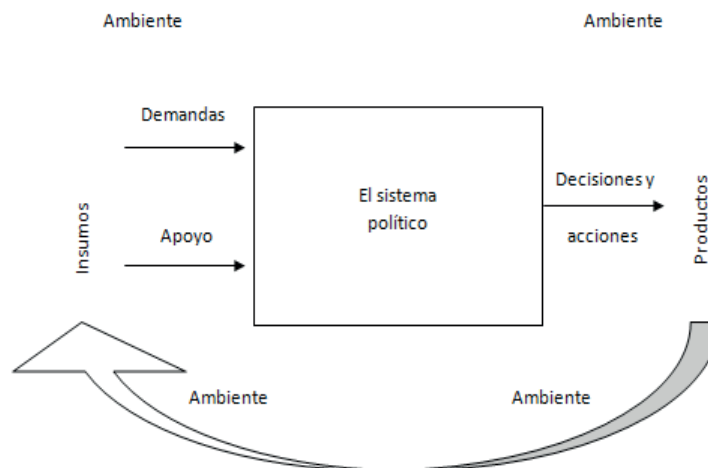 Ambiente
Ambiente
Demandas
El sistema
político
Decisiones y
acciones
Apoyo
Insumos
Productos
Ambiente
Ambiente